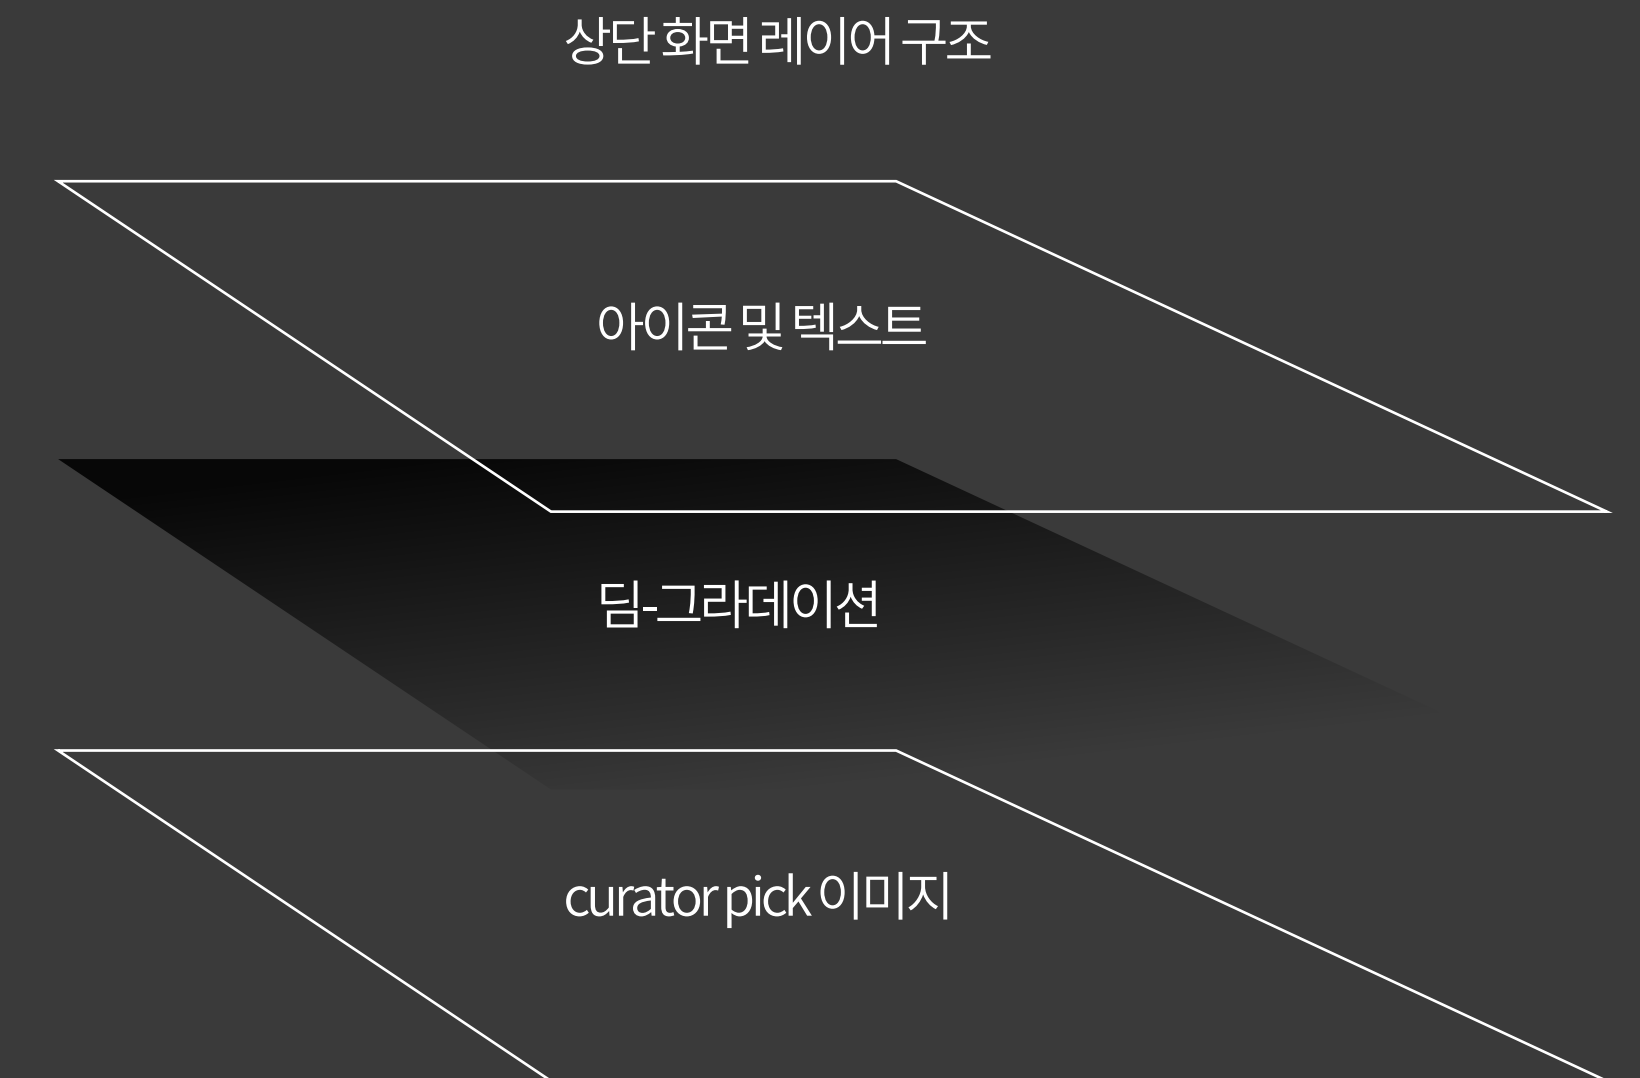 상단 화면 레이어 구조
아이콘 및 텍스트
딤-그라데이션
curator pick 이미지